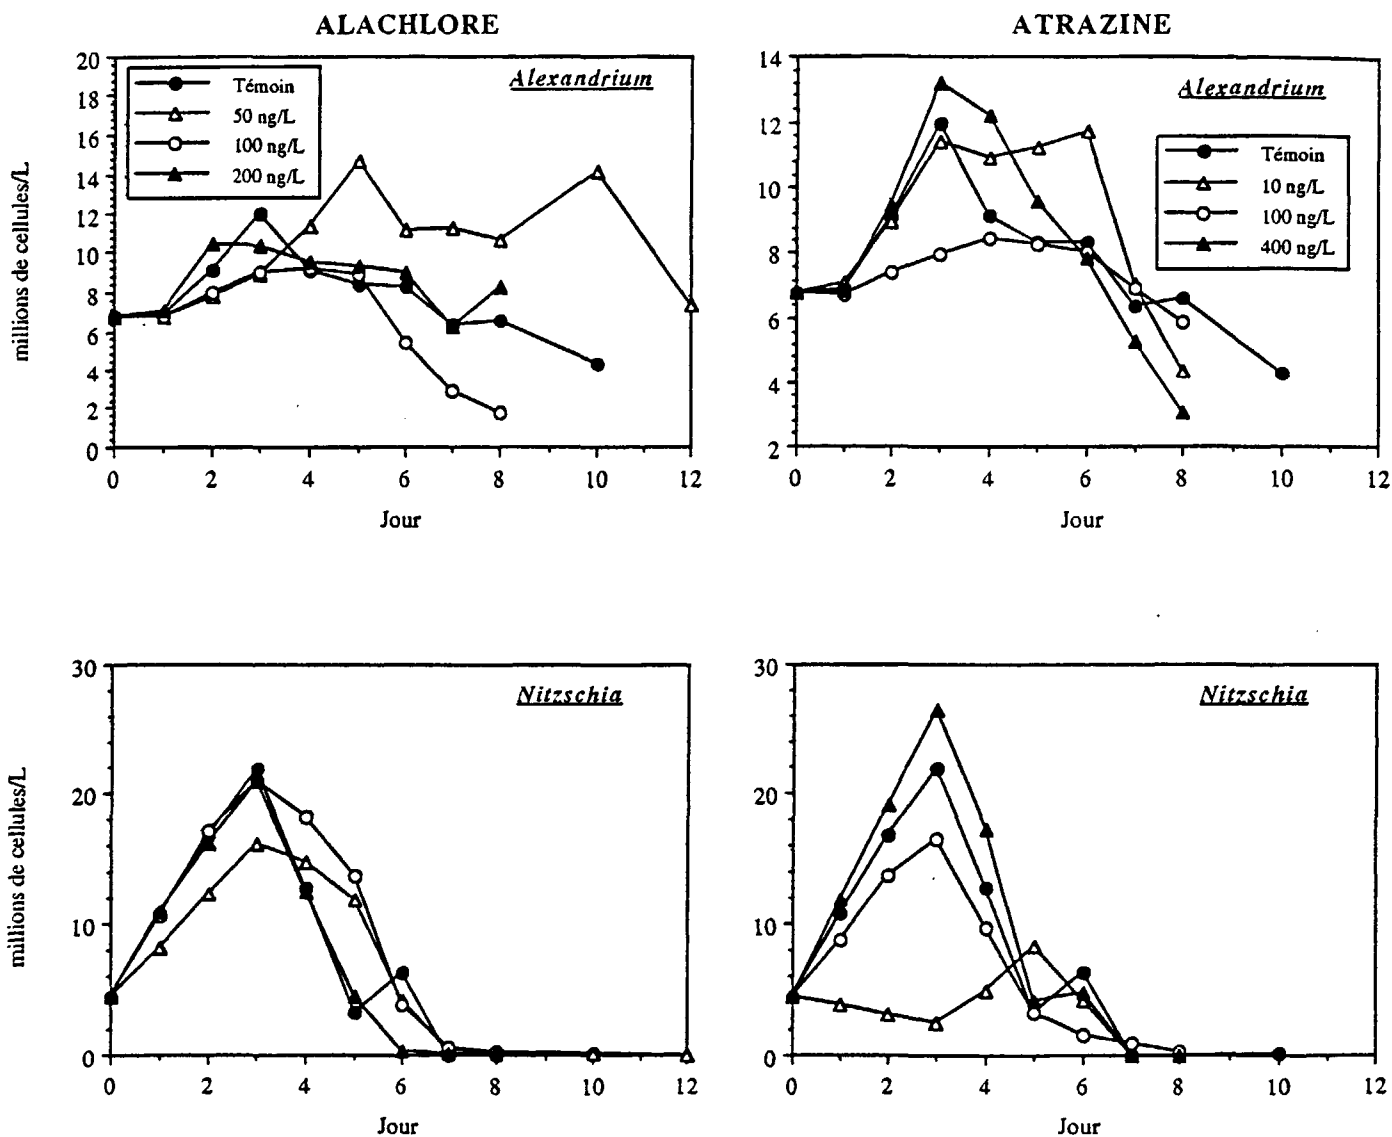 ALACHLORE
20
18
16
14
12
10
8
6
4
2
0
millions de cellules/L
Témoin
50 ng/L
100 ng/L
200 ng/L
Alexandrium
0 2 4 6 8 10 12
Jour
ATRAZINE
14
12
10
8
6
4
2
Alexandrium
Témoin
10 ng/L
100 ng/L
400 ng/L
0 2 4 6 8 10 12
Jour
30
20
10
0
millions de cellules/L
Nitzschia
0 2 4 6 8 10 12
Jour
30
20
10
0
Nitzschia
0 2 4 6 8 10 12
Jour